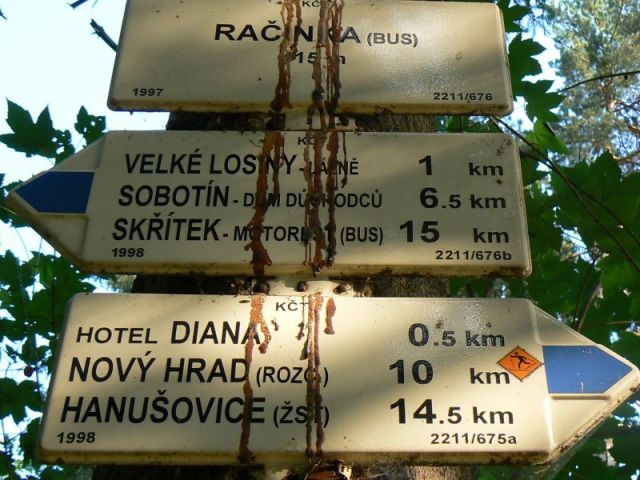 RAČINKA (BUS)
1997
2211/676
KČT
VELKÉ LOSINY - LÁZNĚ 1 km
SOBOTÍN - DŮM DŮCHODCŮ 6.5 km
SKŘÍTEK - MOTOREST (BUS) 15 km
1998
2211/676b
KČT
HOTEL DIANA 0.5 km
NOVÝ HRAD (ROZC.) 10 km
HANUŠOVICE (ŽST) 14.5 km
1998
2211/675a